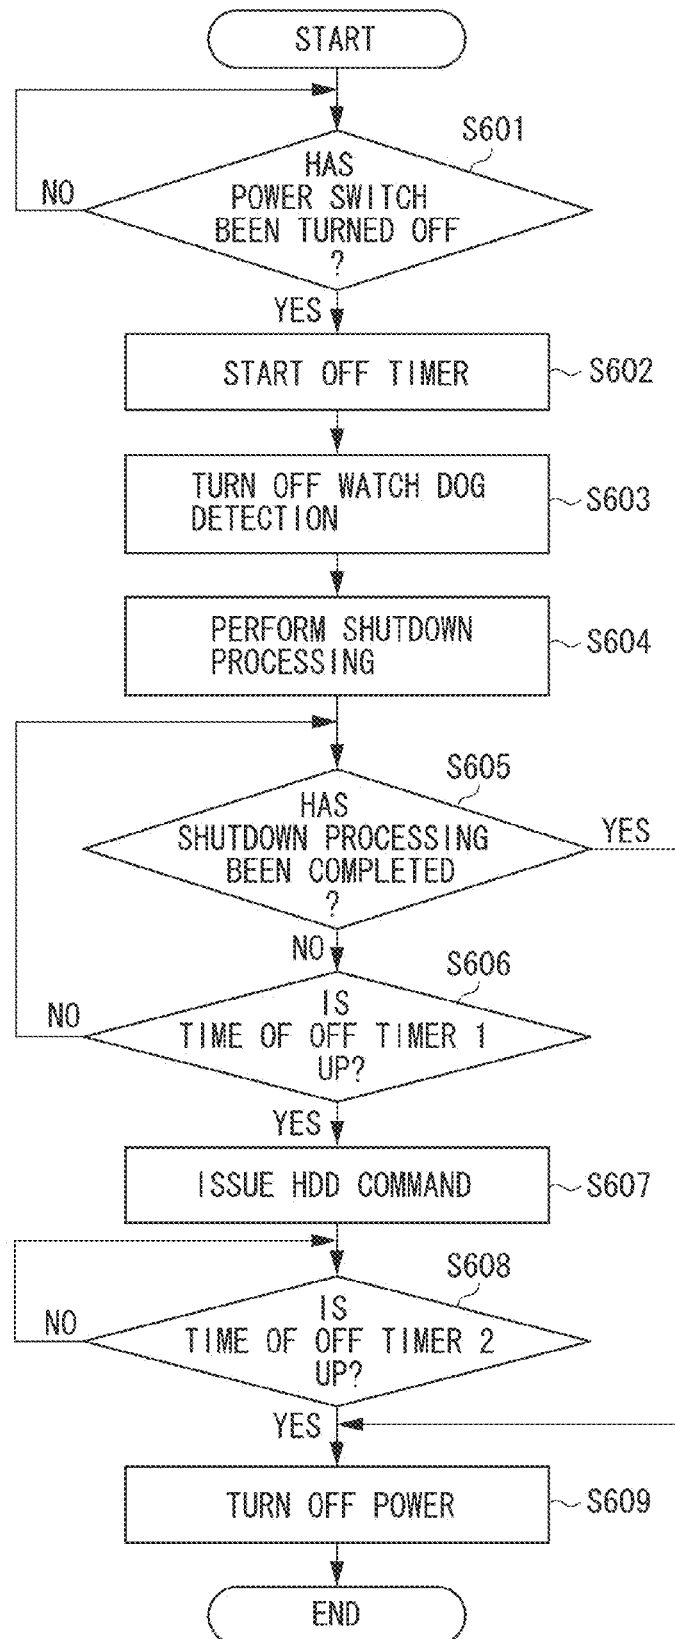 START
S601
HAS
POWER SWITCH
BEEN TURNED OFF
?
NO
YES
START OFF TIMER
S602
TURN OFF WATCH DOG
DETECTION
S603
PERFORM SHUTDOWN
PROCESSING
S604
S605
HAS
SHUTDOWN PROCESSING
BEEN COMPLETED
?
YES
NO
S606
IS
TIME OF OFF TIMER 1
UP?
NO
YES
ISSUE HDD COMMAND
S607
S608
IS
TIME OF OFF TIMER 2
UP?
NO
YES
TURN OFF POWER
S609
END